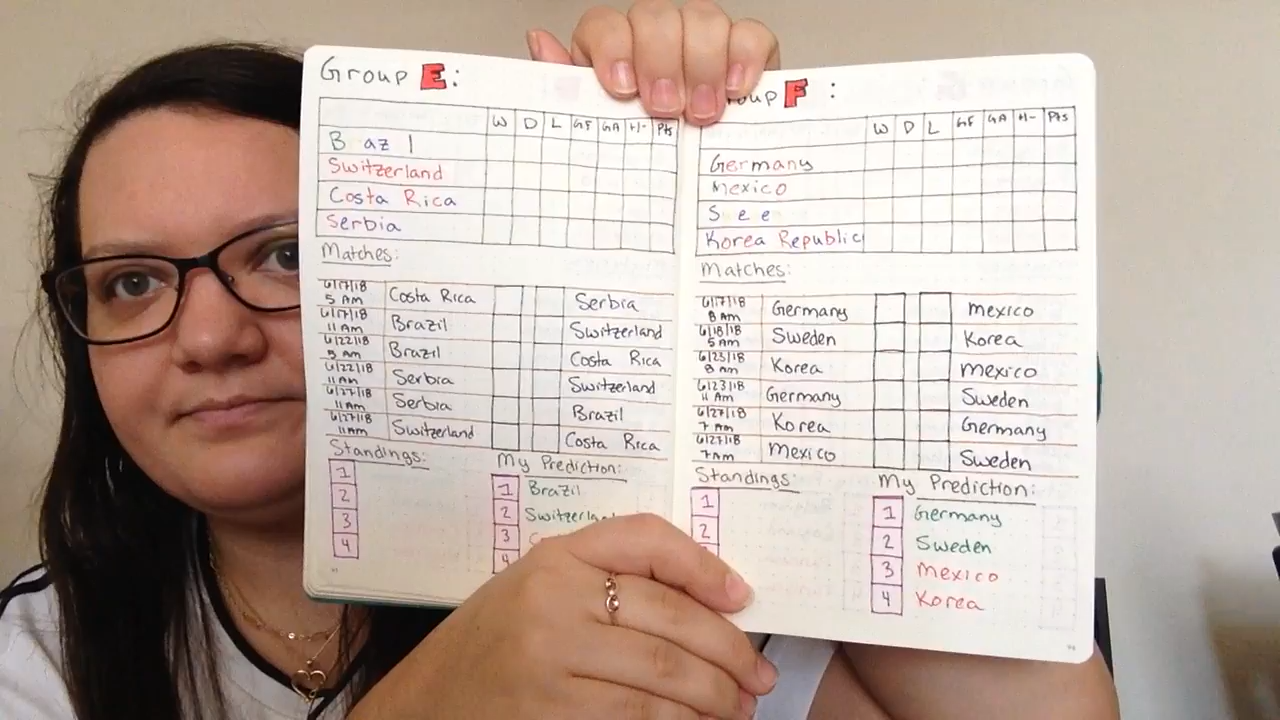 Group E:
W D L GF GA +/- Pts
B az l
Switzerland
Costa Rica
Serbia
Matches:
6/17/18 5 AM Costa Rica Serbia
6/17/18 11 AM Brazil Switzerland
6/22/18 5 AM Brazil Costa Rica
6/22/18 11 AM Serbia Switzerland
6/27/18 11 AM Serbia Brazil
6/27/18 11 AM Switzerland Costa Rica
Standings:
1
2
3
4
My Prediction:
1 Brazil
2 Switzerlan
3
4
oup F :
W D L GF GA +/- Pts
Germany
Mexico
S e e
Korea Republic
Matches:
6/17/18 8 AM Germany Mexico
6/18/18 5 AM Sweden Korea
6/23/18 8 AM Korea Mexico
6/23/18 11 AM Germany Sweden
6/27/18 7 AM Korea Germany
6/27/18 7 AM Mexico Sweden
Standings:
1
2
My Prediction:
1 Germany
2 Sweden
3 Mexico
4 Korea